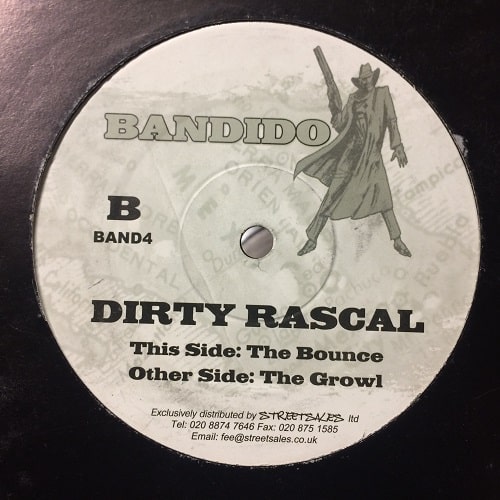 BANDIDO
B
BAND4
DIRTY RASCAL
This Side: The Bounce
Other Side: The Growl
Exclusively distributed by STREETSALES ltd
Tel: 020 8874 7646 Fax: 020 875 1585
Email: fee@streetsales.co.uk